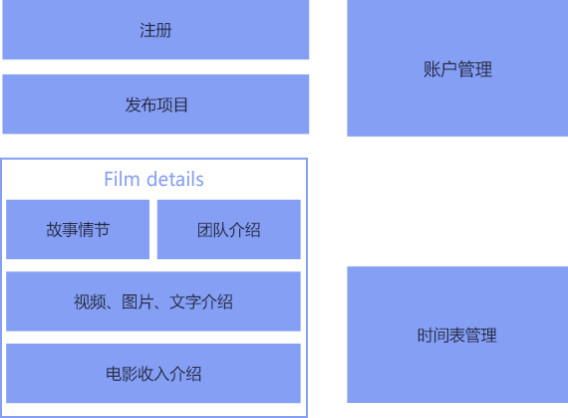 注册
发布项目
Film details
故事情节
团队介绍
视频、图片、文字介绍
电影收入介绍
账户管理
时间表管理